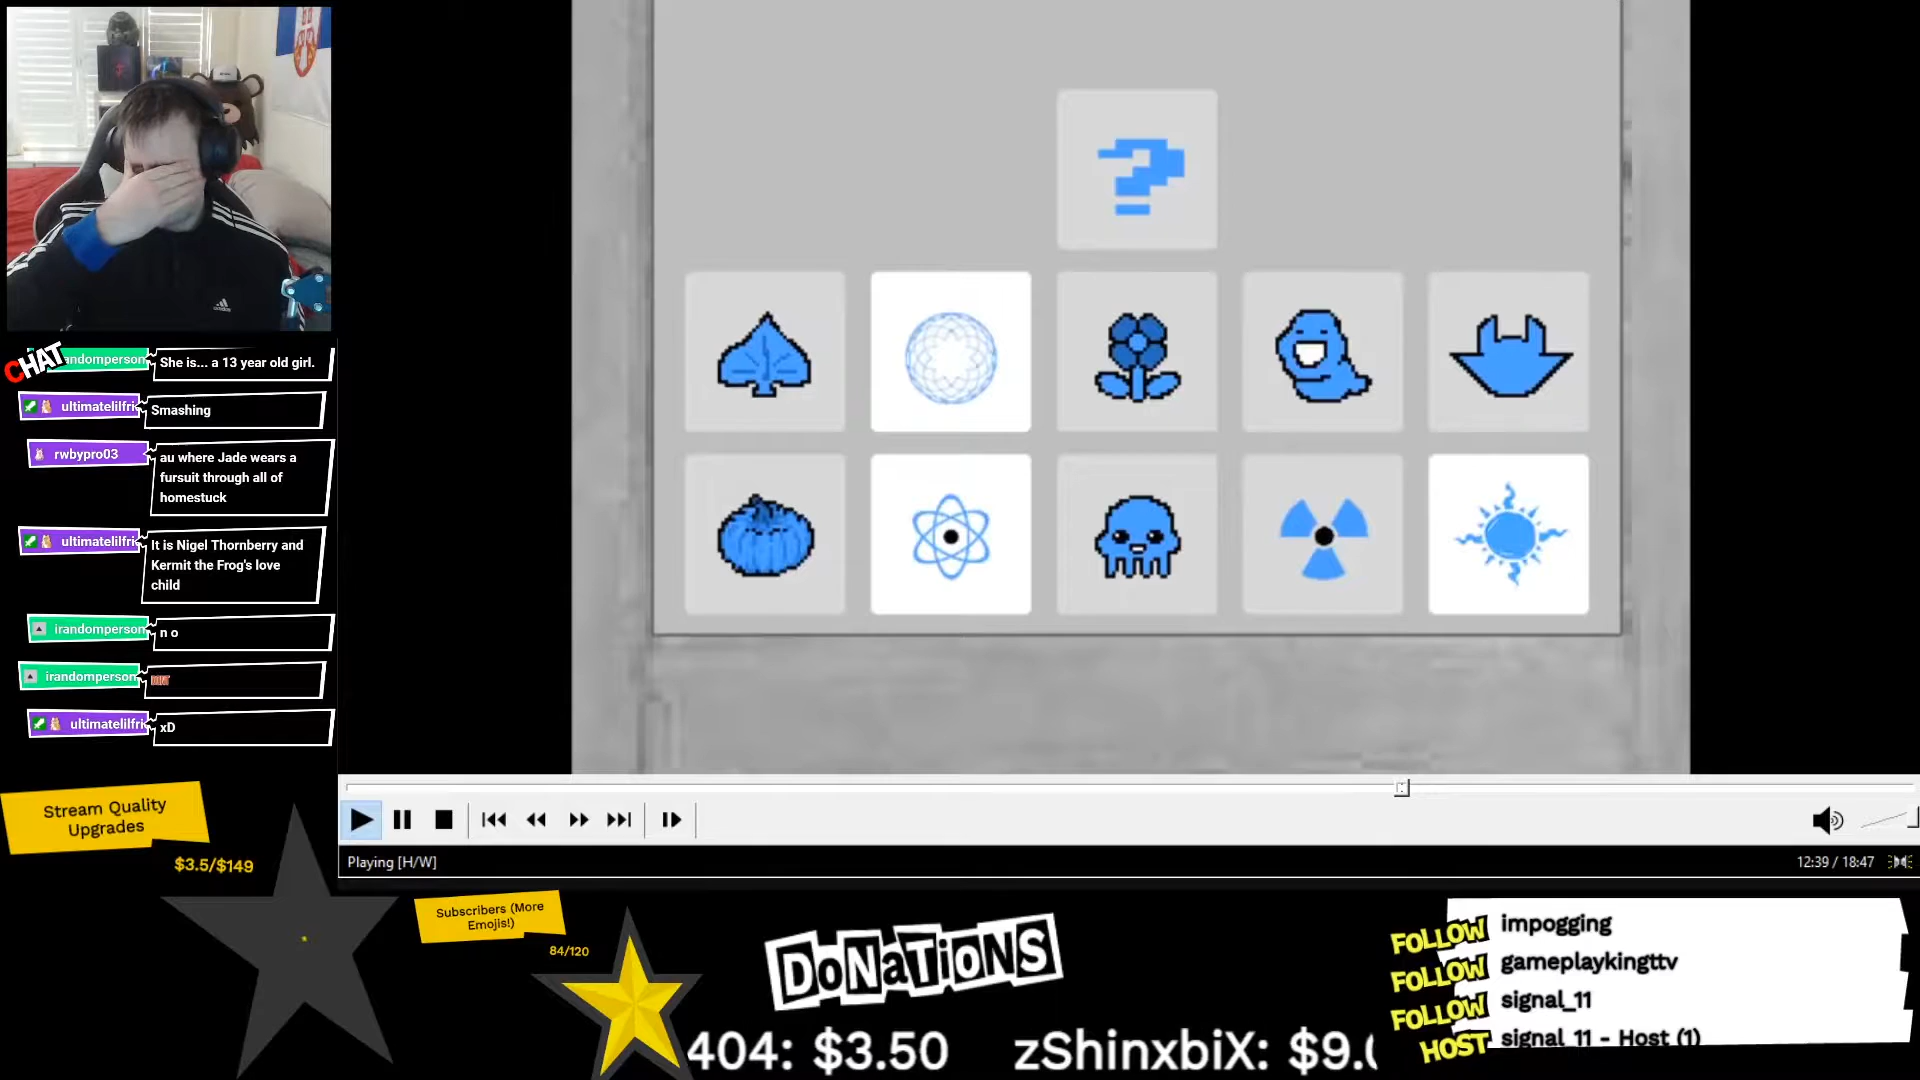 CHAT
andomperson
She is... a 13 year old girl.
ultimatelilfri
Smashing
rwbypro03
au where Jade wears a
fursuit through all of
homestuck
ultimatelilfri
It is Nigel Thornberry and
Kermit the Frog's love
child
irandomperson
n o
irandomperson
ultimatelilfri
xD
?
Playing [H/W]
12:39 / 18:47
Stream Quality
Upgrades
$3.5/$149
Subscribers (More
Emojis!)
84/120
DoNaTiONS
404: $3.50 zShinxbiX: $9.
FOLLOW impogging
FOLLOW gameplaykingttv
FOLLOW signal_11
HOST signal_11 - Host (1)